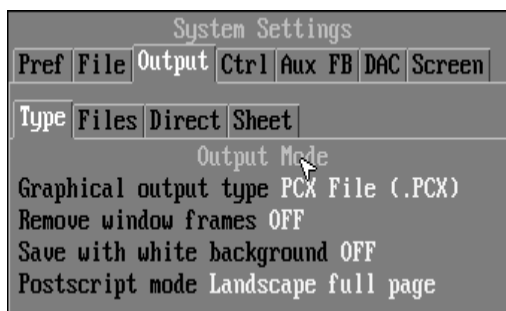 System Settings
Pref File Output Ctrl Aux FB DAC Screen
Type Files Direct Sheet
Output Mode
Graphical output type PCX File (.PCX)
Remove window frames OFF
Save with white background OFF
Postscript mode Landscape full page